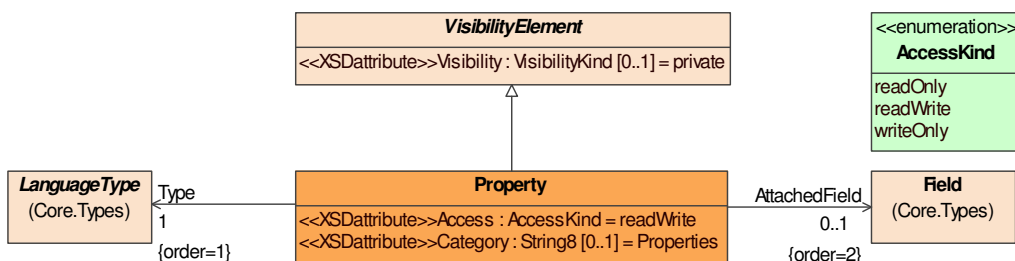 VisibilityElement
<<XSDattribute>>Visibility : VisibilityKind [0..1] = private
<<enumeration>>
AccessKind
readOnly
readWrite
writeOnly
LanguageType
(Core.Types)
Type
1
{order=1}
Property
<<XSDattribute>>Access : AccessKind = readWrite
<<XSDattribute>>Category : String8 [0..1] = Properties
AttachedField
0..1
{order=2}
Field
(Core.Types)